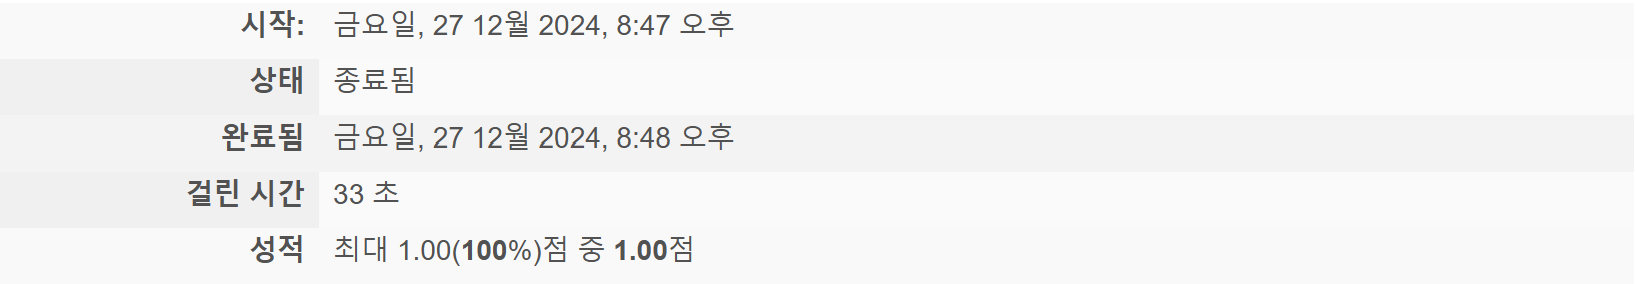 시작: 금요일, 27 12월 2024, 8:47 오후
상태 종료됨
완료됨 금요일, 27 12월 2024, 8:48 오후
걸린 시간 33 초
성적 최대 1.00(100%)점 중 1.00점